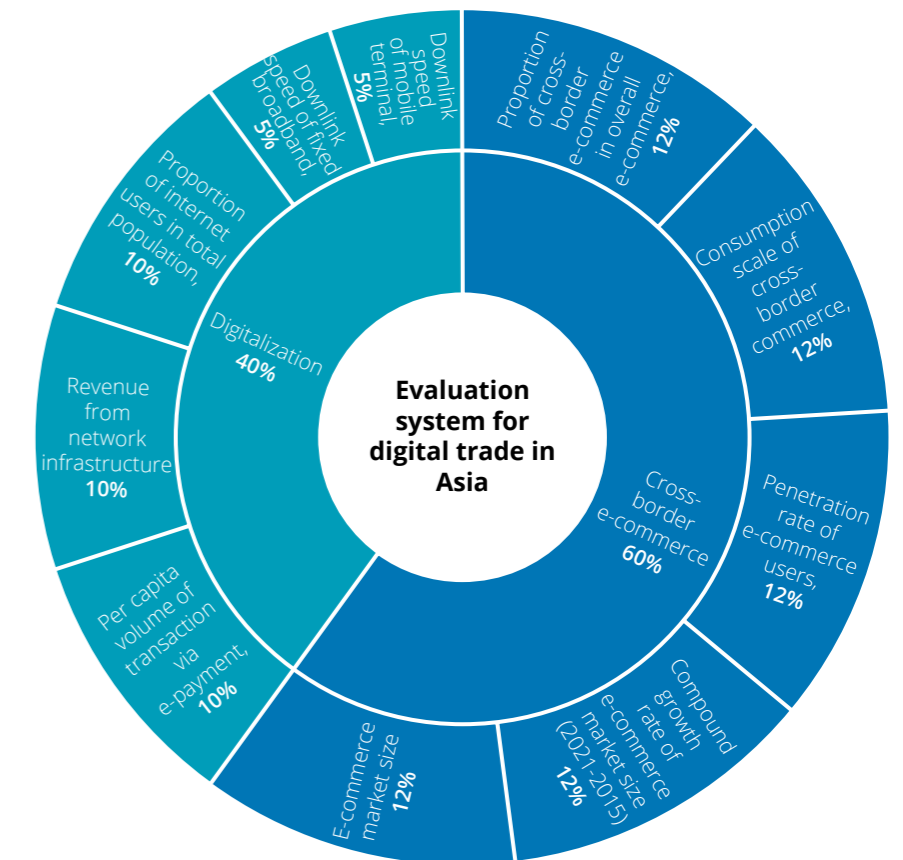 Evaluation
system for
digital trade in
Asia
Cross-
border
e-commerce
60%
Digitalization
40%
Proportion
of cross-
border
e-commerce
in overall
e-commerce,
12%
Consumption
scale of
cross-
border
commerce,
12%
Penetration
rate of
e-commerce
users,
12%
Compound
growth
rate of
e-commerce
market size
(2021-2015)
12%
E-commerce
market size
12%
Per capita
volume of
transaction
via
e-payment,
10%
Revenue
from
network
infrastructure
10%
Proportion
of internet
users in total
population,
10%
Downlink
speed of fixed
broadband,
5%
Downlink
speed
of mobile
terminal,
5%